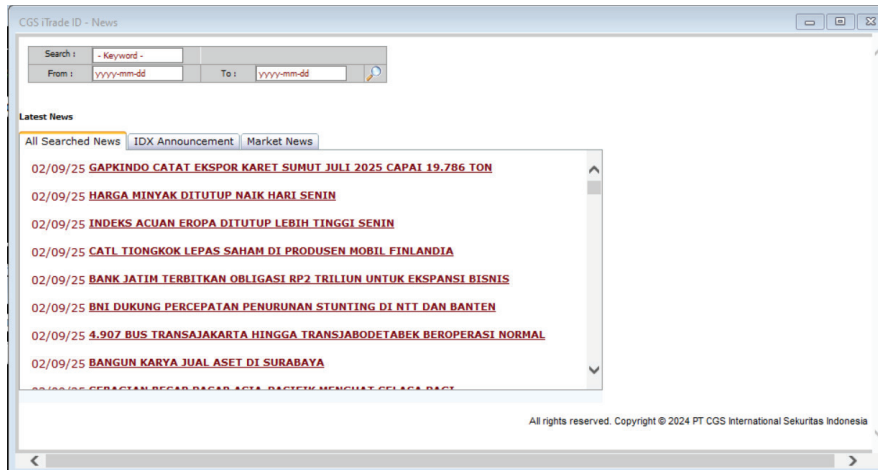 CGS iTrade ID - News
Search :
- Keyword -
From :
yyyy-mm-dd
To :
yyyy-mm-dd
Latest News
All Searched News
IDX Announcement
Market News
02/09/25 GAPKINDO CATAT EKSPOR KARET SUMUT JULI 2025 CAPAI 19.786 TON
02/09/25 HARGA MINYAK DITUTUP NAIK HARI SENIN
02/09/25 INDEKS ACUAN EROPA DITUTUP LEBIH TINGGI SENIN
02/09/25 CATL TIONGKOK LEPAS SAHAM DI PRODUSEN MOBIL FINLANDIA
02/09/25 BANK JATIM TERBITKAN OBLIGASI RP2 TRILIUN UNTUK EKSPANSI BISNIS
02/09/25 BNI DUKUNG PERCEPATAN PENURUNAN STUNTING DI NTT DAN BANTEN
02/09/25 4.907 BUS TRANSJAKARTA HINGGA TRANSJABODETABEK BEROPERASI NORMAL
02/09/25 BANGUN KARYA JUAL ASET DI SURABAYA
All rights reserved. Copyright © 2024 PT CGS International Sekuritas Indonesia